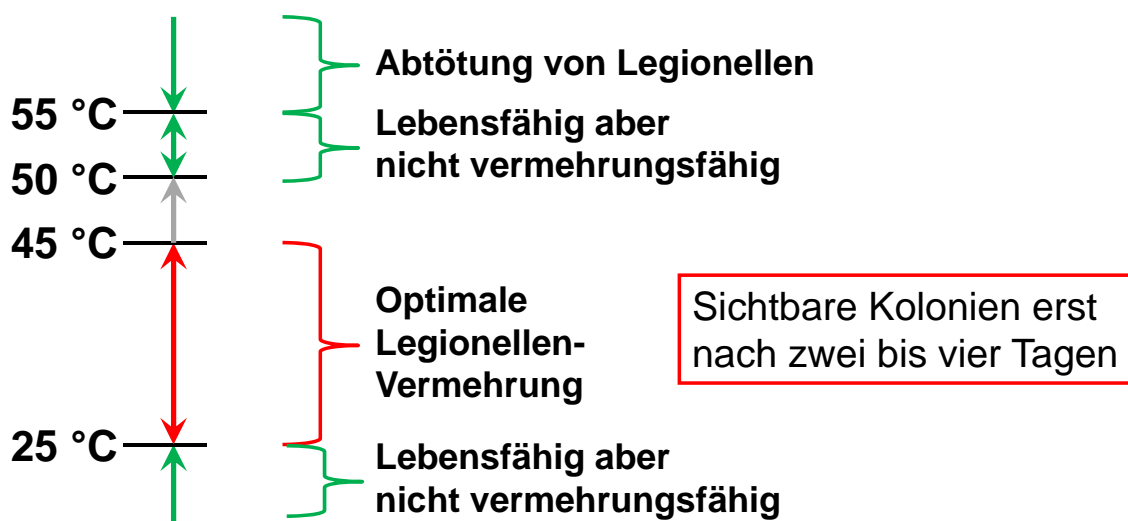 Abtötung von Legionellen
55 °C
Lebensfähig aber
nicht vermehrungsfähig
50 °C
45 °C
Optimale
Legionellen-
Vermehrung
Sichtbare Kolonien erst
nach zwei bis vier Tagen
25 °C
Lebensfähig aber
nicht vermehrungsfähig